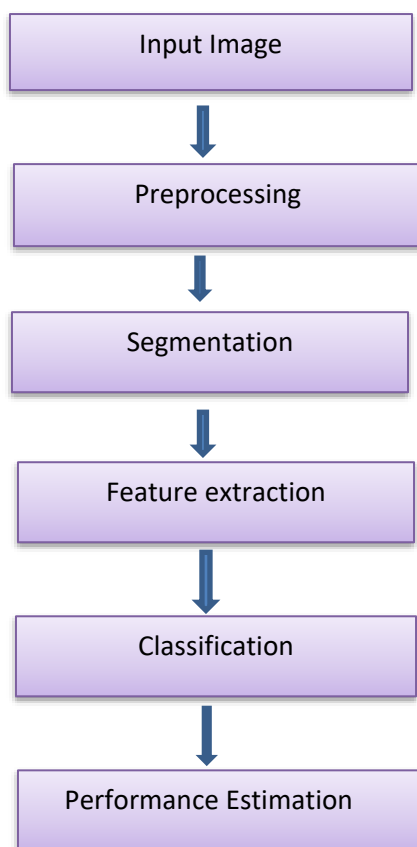 Input Image
Preprocessing
Segmentation
Feature extraction
Classification
Performance Estimation